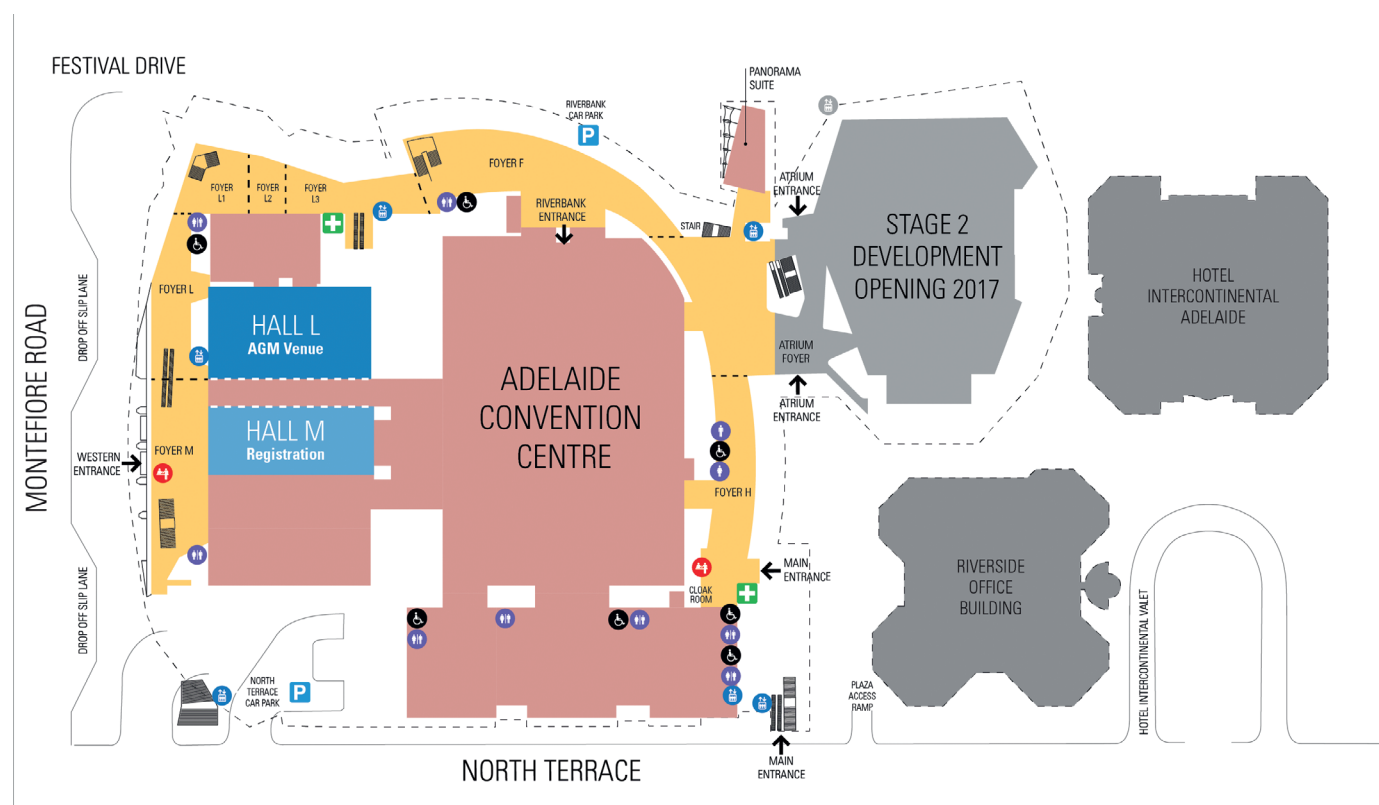 FESTIVAL DRIVE
PANORAMA
SUITE
RIVERBANK
CAR PARK
P
FOYER F
FOYER
L1
FOYER
L2
FOYER
L3
ATRIUM
ENTRANCE
RIVERBANK
ENTRANCE
STAIR
STAGE 2
DEVELOPMENT
OPENING 2017
HOTEL
INTERCONTINENTAL
ADELAIDE
FOYER L
DROP OFF SLIP LANE
MONTEFIORE ROAD
HALL L
AGM Venue
ATRIUM
FOYER
ADELAIDE
CONVENTION
CENTRE
ATRIUM
ENTRANCE
HALL M
Registration
FOYER M
WESTERN
ENTRANCE
FOYER H
MAIN
ENTRANCE
CLOAK
ROOM
RIVERSIDE
OFFICE
BUILDING
DROP OFF SLIP LANE
HOTEL INTERCONTINENTAL VALET
NORTH
TERRACE
CAR PARK
P
PLAZA
ACCESS
RAMP
NORTH TERRACE
MAIN
ENTRANCE